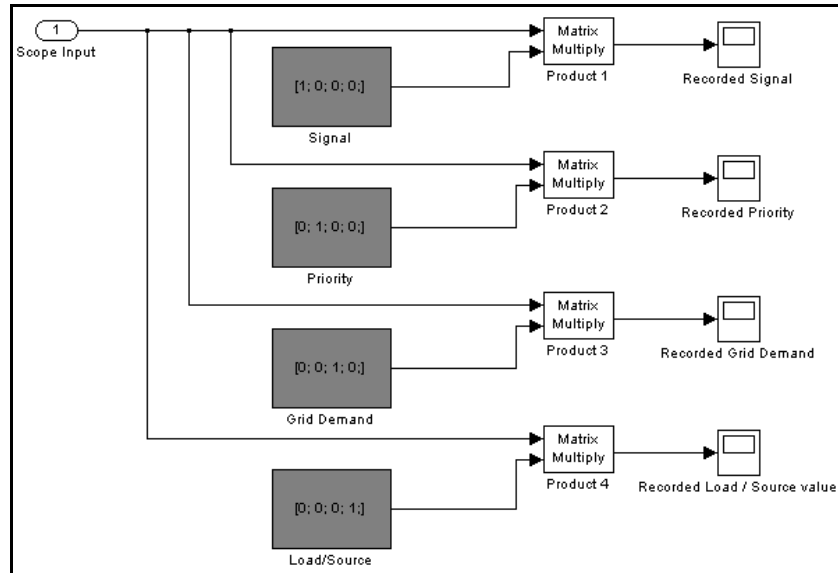 1
Scope Input
[1; 0; 0; 0;]
Signal
Matrix
Multiply
Product 1
Recorded Signal
[0; 1; 0; 0;]
Priority
Matrix
Multiply
Product 2
Recorded Priority
[0; 0; 1; 0;]
Grid Demand
Matrix
Multiply
Product 3
Recorded Grid Demand
[0; 0; 0; 1;]
Load/Source
Matrix
Multiply
Product 4
Recorded Load / Source value